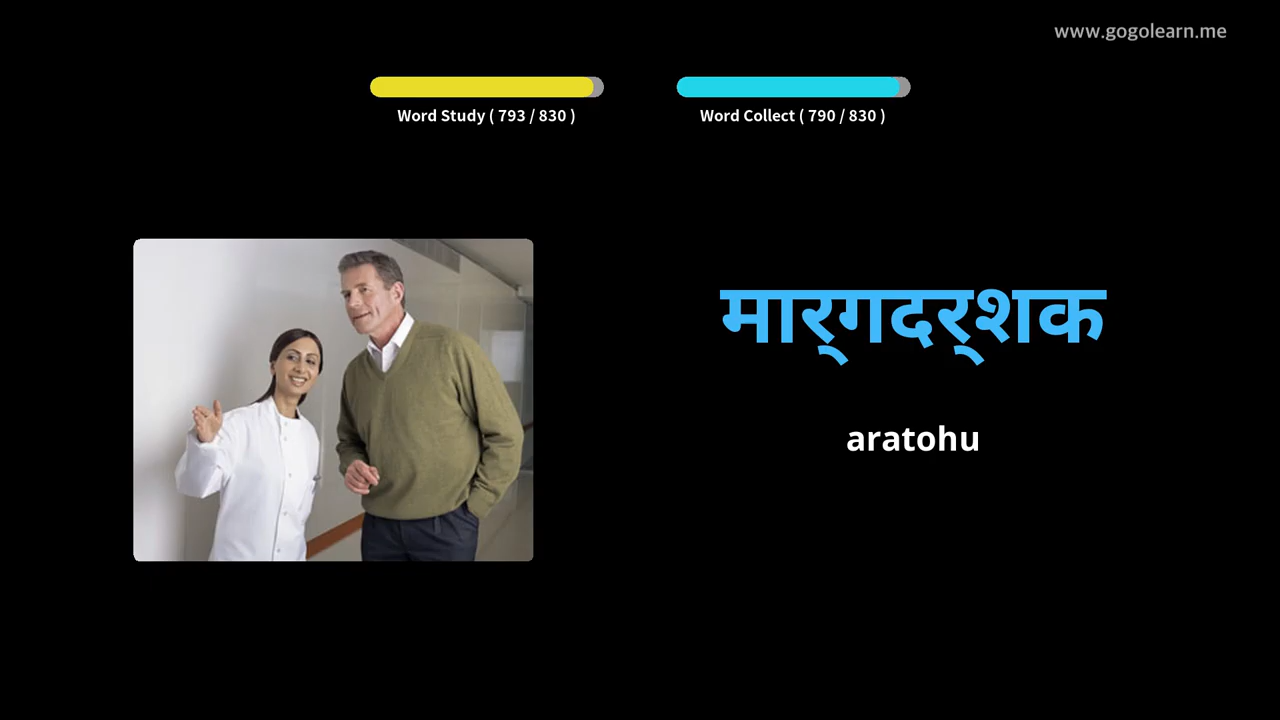 www.gogolearn.me
Word Study ( 793 / 830 )
Word Collect ( 790 / 830 )
मार्गदर्शक
aratohu